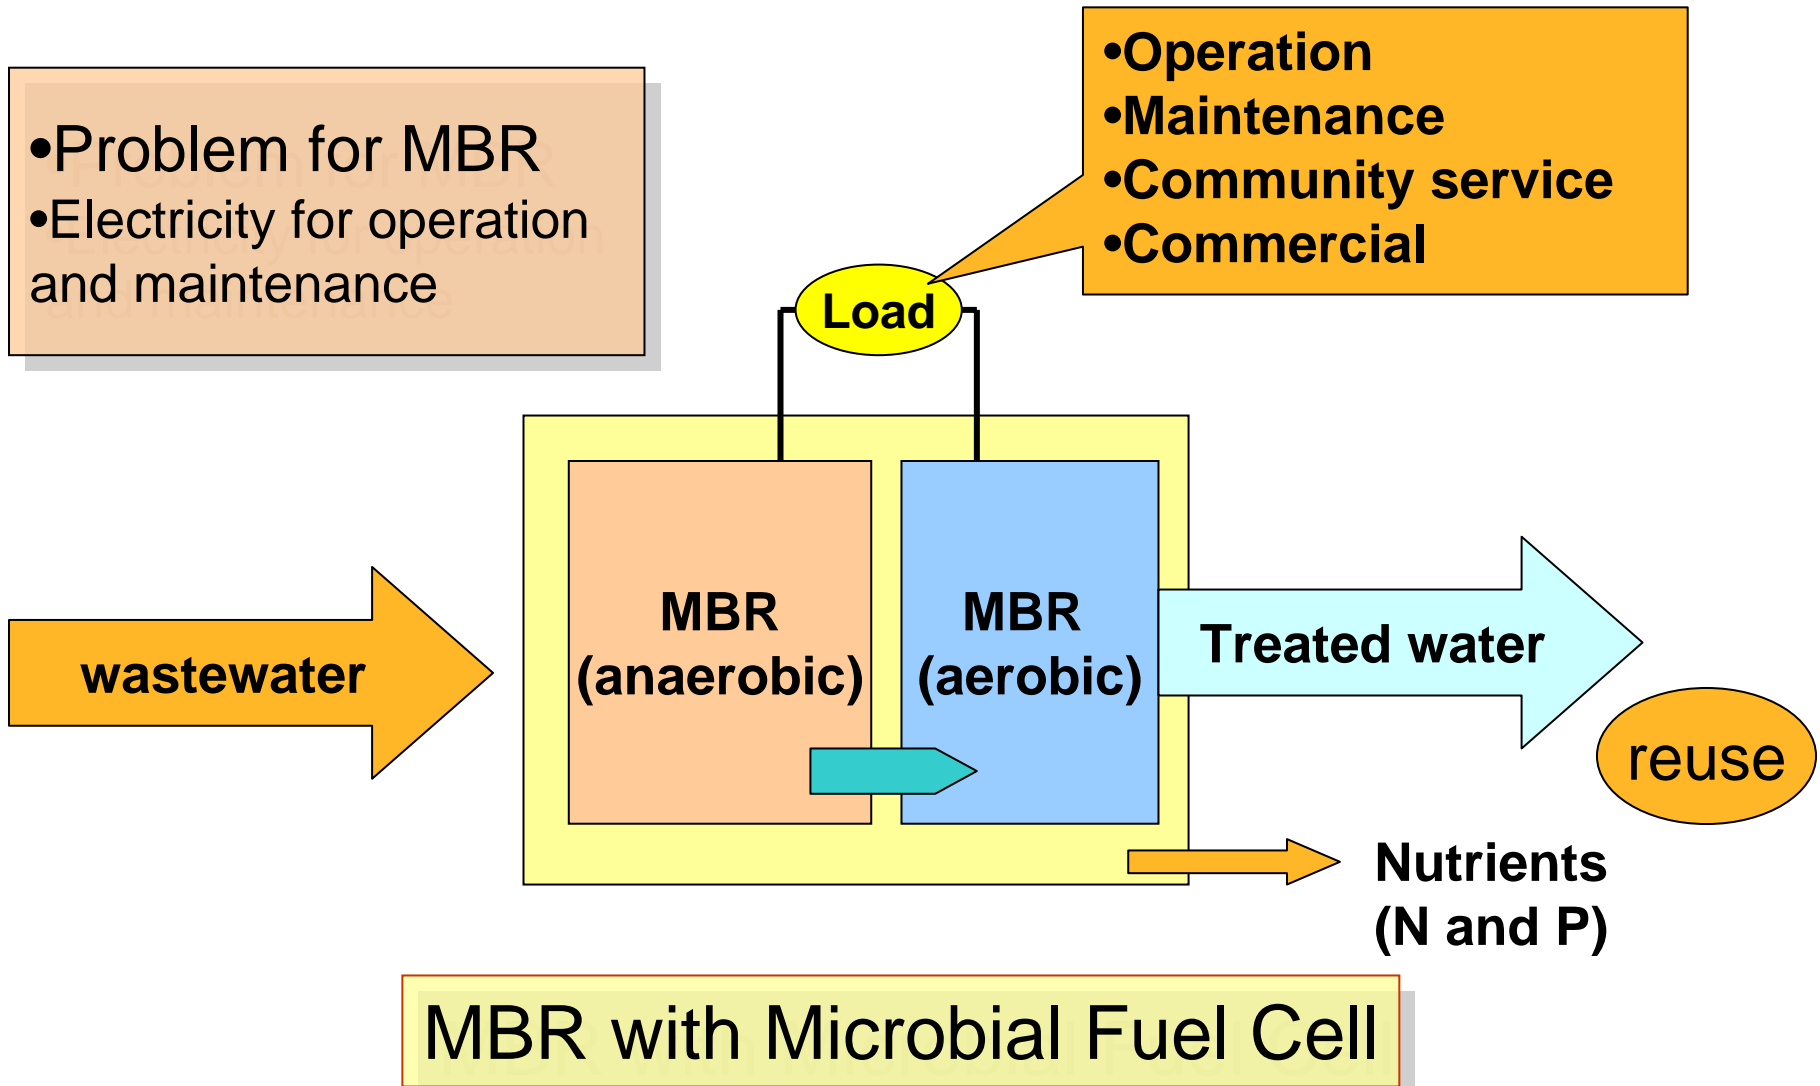 •Problem for MBR
•Electricity for operation
and maintenance
•Operation
•Maintenance
•Community service
•Commercial
Load
wastewater
MBR
(anaerobic)
MBR
(aerobic)
Treated water
reuse
Nutrients
(N and P)
MBR with Microbial Fuel Cell